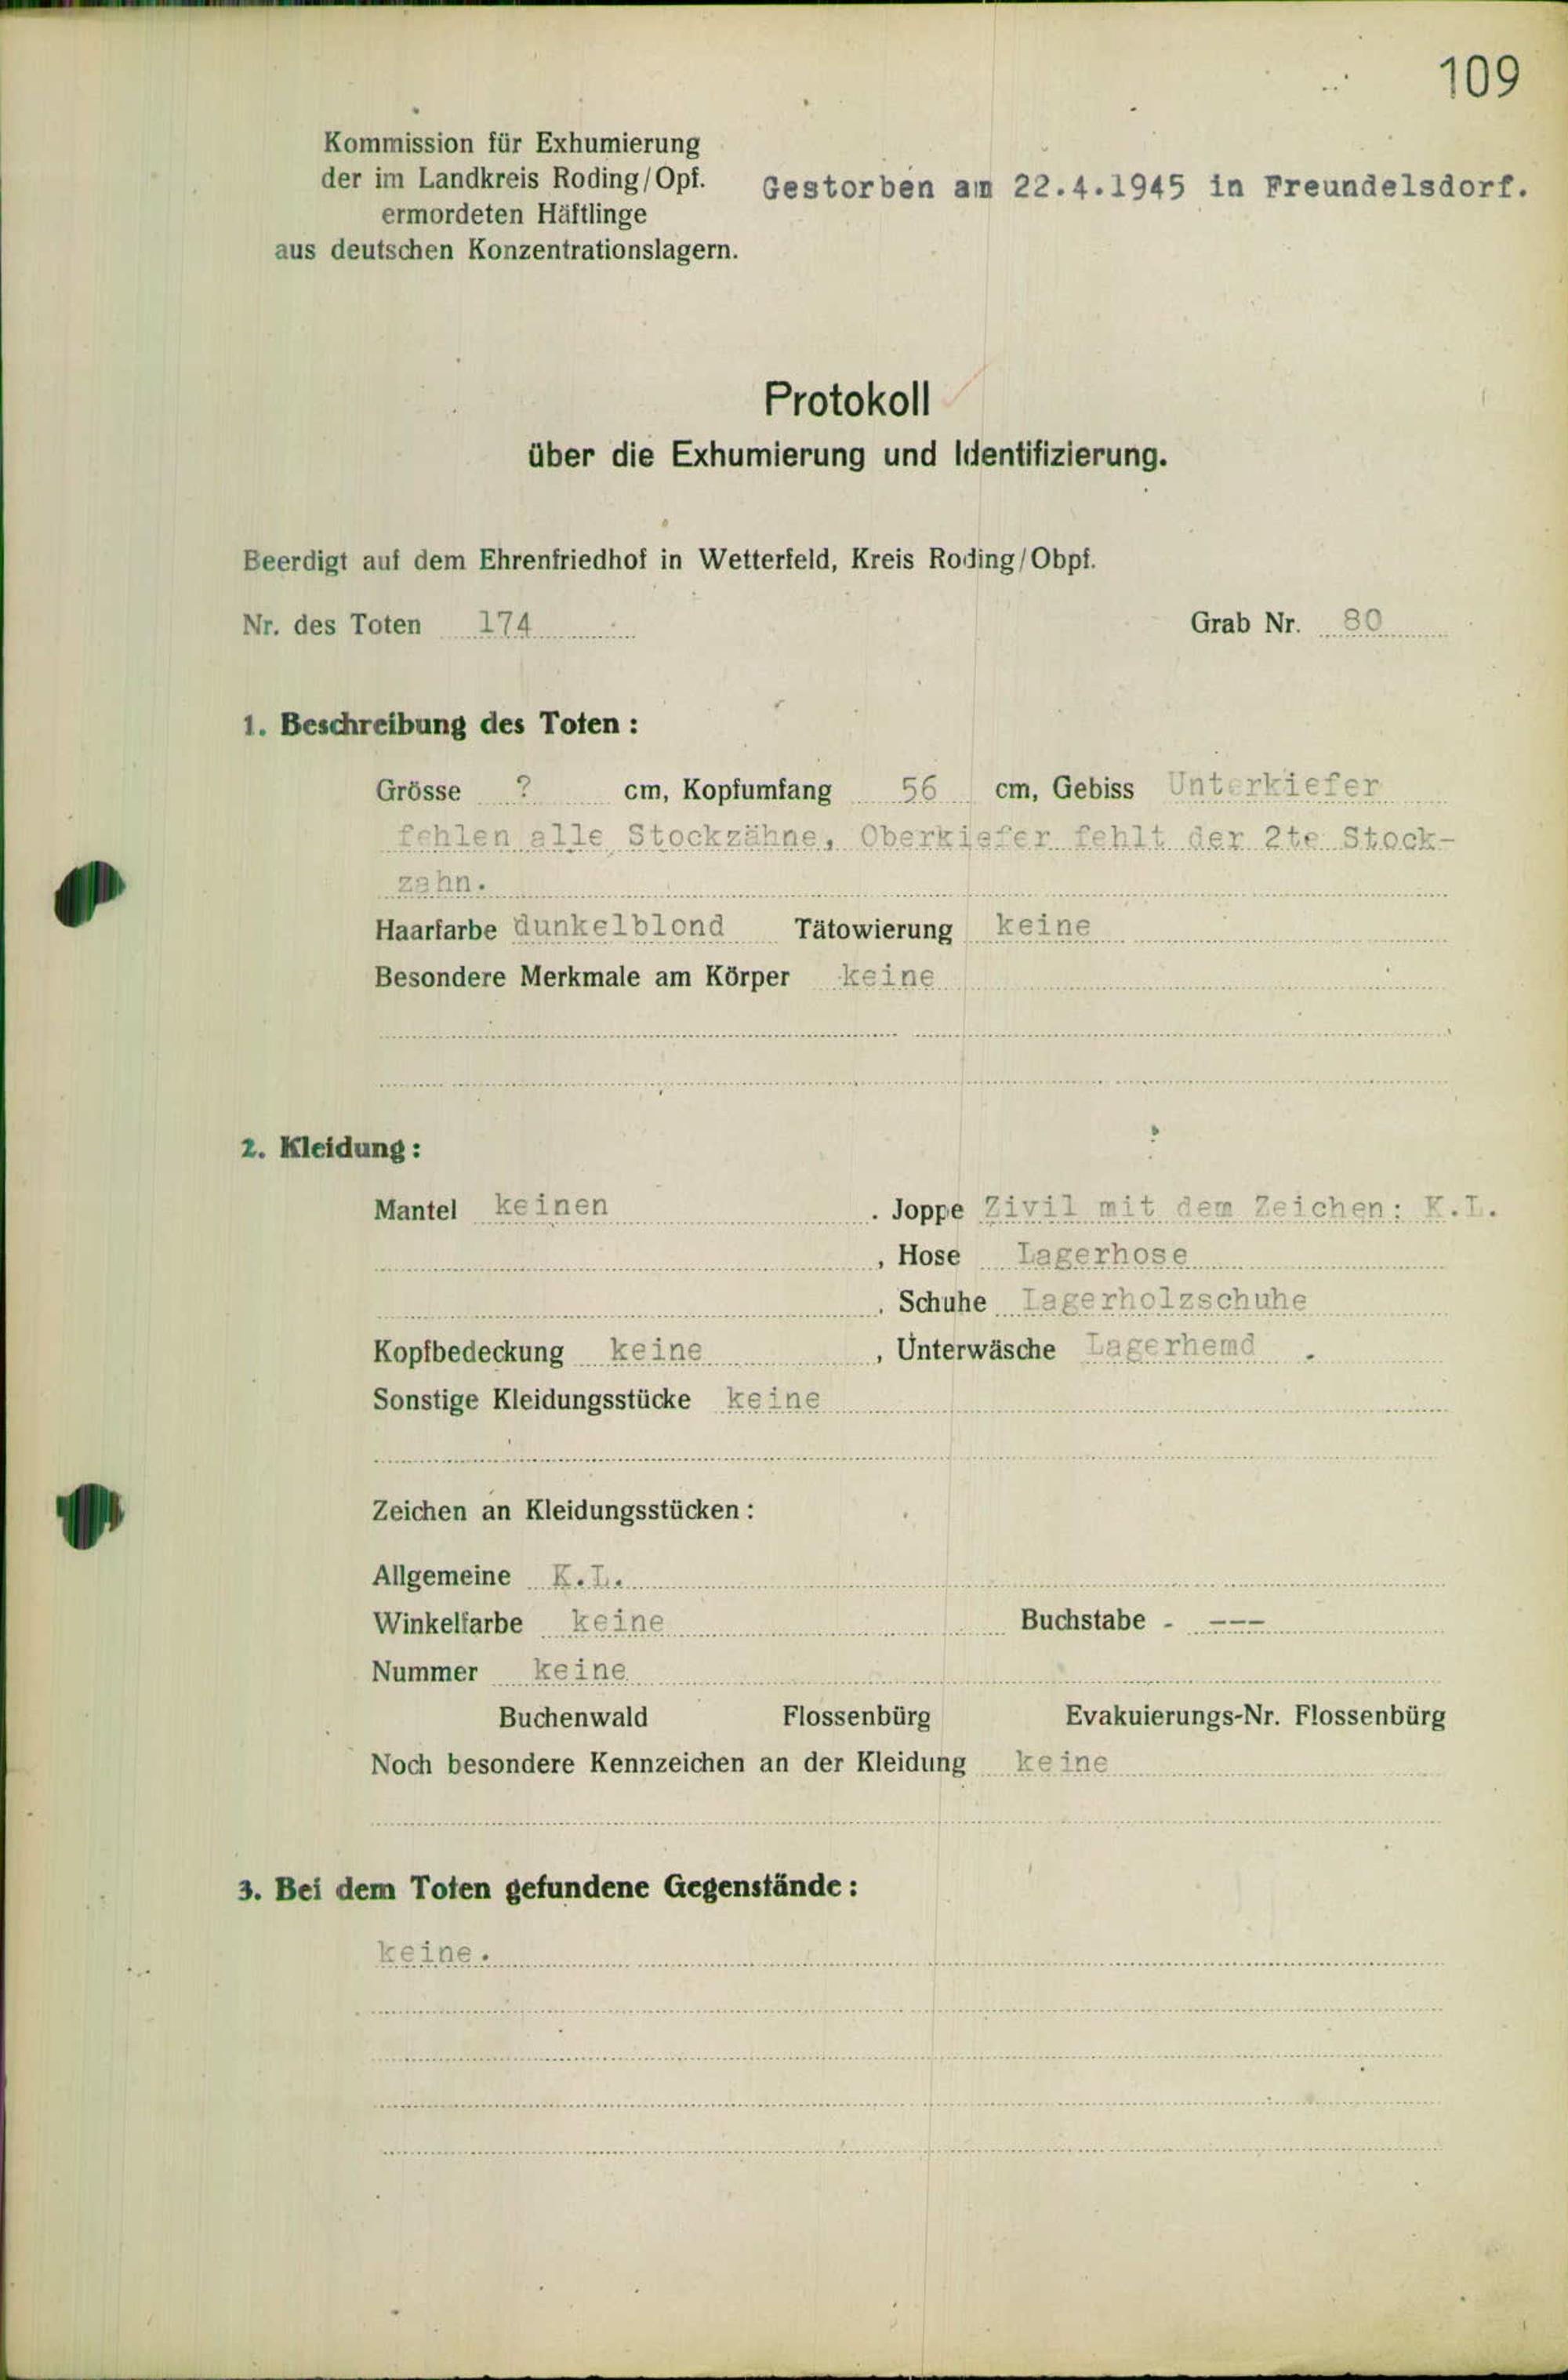 109
Kommission für Exhumierung
der im Landkreis Roding/Opf.
ermordeten Häftlinge
aus deutschen Konzentrationslagern.
Gestorben am 22.4.1945 in Freundelsdorf.
Protokoll
über die Exhumierung und Identifizierung.
Beerdigt auf dem Ehrenfriedhof in Wetterfeld, Kreis Roding/Obpf.
Nr. des Toten 174 Grab Nr. 80
1. Beschreibung des Toten :
Grösse ? cm, Kopfumfang 56 cm, Gebiss Unterkiefer
fehlen alle Stockzähne, Oberkiefer fehlt der 2te Stock-
zahn.
Haarfarbe dunkelblond Tätowierung keine
Besondere Merkmale am Körper keine
2. Kleidung :
Mantel keinen . Joppe Zivil mit dem Zeichen: K.L.
, Hose Lagerhose
, Schuhe Lagerholzschuhe
Kopfbedeckung keine , Unterwäsche Lagerhemd .
Sonstige Kleidungsstücke keine
Zeichen an Kleidungsstücken :
Allgemeine K.L.
Winkelfarbe keine Buchstabe - ---
Nummer keine
Buchenwald Flossenbürg Evakuierungs-Nr. Flossenbürg
Noch besondere Kennzeichen an der Kleidung keine
3. Bei dem Toten gefundene Gegenstände :
keine.